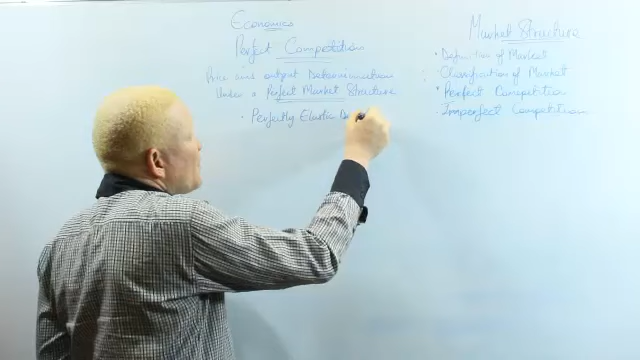 Economics
Perfect Competition
Price and output Determination
Under a Perfect Market Structure
• Perfectly Elastic D
Market Structure
• Definition of Market
• Classification of Market
• Perfect Competition
• Imperfect Competition